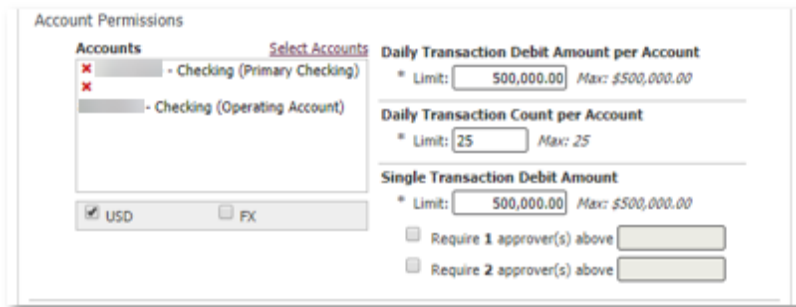 Account Permissions
Accounts Select Accounts
- Checking (Primary Checking)
- Checking (Operating Account)
USD FX
Daily Transaction Debit Amount per Account
* Limit: 500,000.00 Max: $500,000.00
Daily Transaction Count per Account
* Limit: 25 Max: 25
Single Transaction Debit Amount
* Limit: 500,000.00 Max: $500,000.00
Require 1 approver(s) above
Require 2 approver(s) above